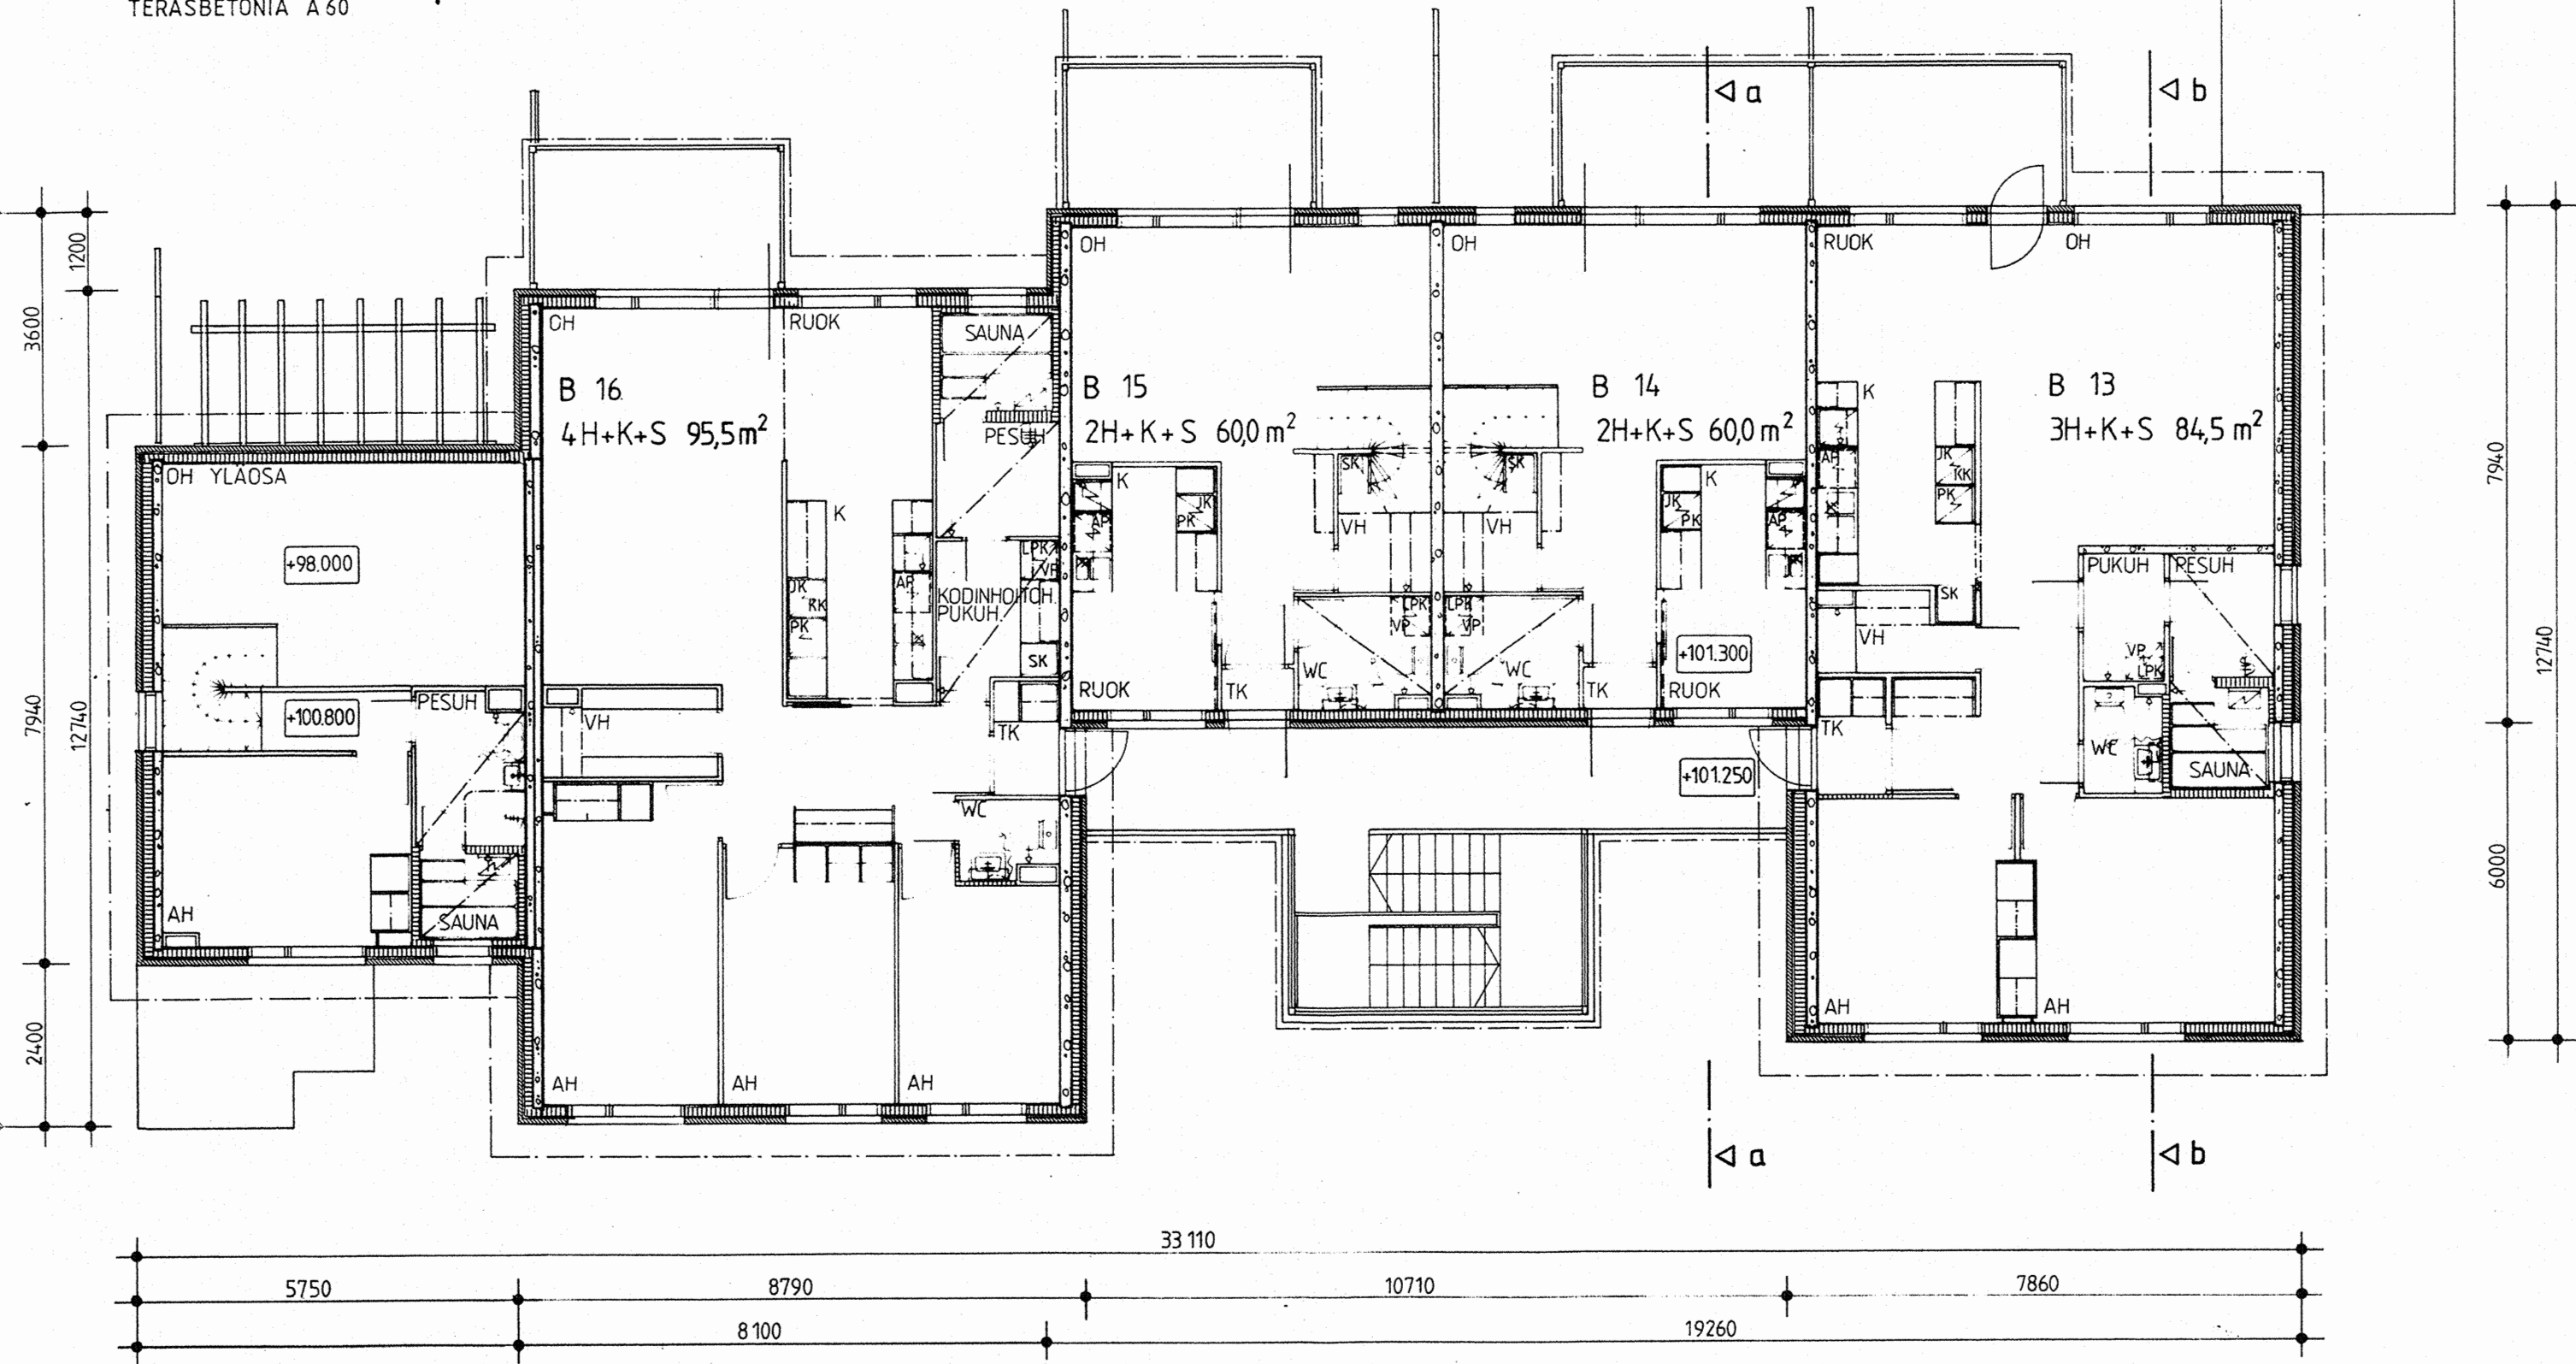 TERÄSBETONIA A 60
a
b
1200
3600
7940
12740
2400
OH
RUOK
SAUNA
B 16
4H+K+S 95,5 m²
PESUH
K
JK
RK
PK
AP
LPK
VP
KODINHOITOH.
PUKUH
SK
VH
TK
WC
AH
AH
AH
OH YLÄOSA
+98.000
+100.800
PESUH
AH
SAUNA
OH
B 15
2H+K+S 60,0 m²
K
AP
JK
PK
SK
VH
LPK
VP
WC
RUOK
TK
OH
B 14
2H+K+S 60,0 m²
SK
VH
K
JK
PK
AP
LPK
VP
WC
TK
+101.300
RUOK
+101.250
RUOK
OH
B 13
3H+K+S 84,5 m²
K
AP
JK
RK
PK
SK
VH
PUKUH
PESUH
VP
LPK
TK
WC
SAUNA
AH
AH
7940
12740
6000
a
b
33 110
5750
8790
10710
7860
8100
19260